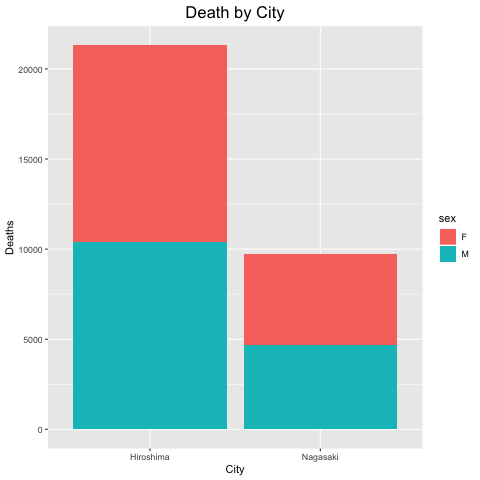 Death by City
20000
15000
10000
5000
0
Deaths
Hiroshima
Nagasaki
City
sex
F
M